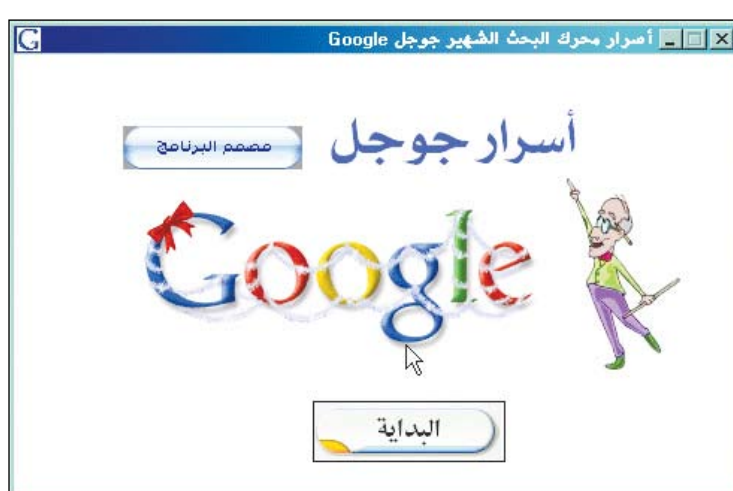 أسرار محرك البحث الشهير جوجل Google
أسرار جوجل
مصمم البرنامج
Google
البداية